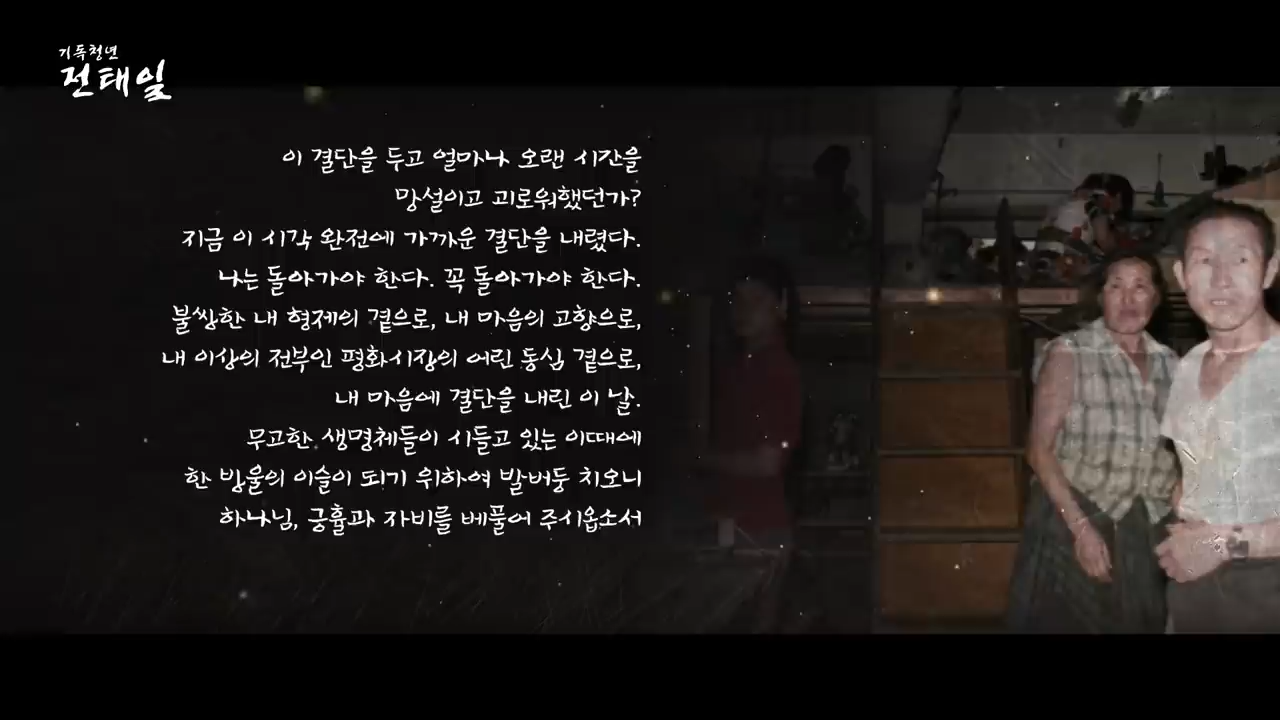 기독청년
전태일
이 결단을 두고 얼마나 오랜 시간을
망설이고 괴로워했던가?
지금 이 시각 완전에 가까운 결단을 내렸다.
나는 돌아가야 한다. 꼭 돌아가야 한다.
불쌍한 내 형제의 곁으로, 내 마음의 고향으로,
내 이상의 전부인 평화시장의 어린 동심 곁으로,
내 마음에 결단을 내린 이 날.
무고한 생명체들이 시들고 있는 이때에
한 방울의 이슬이 되기 위하여 발버둥 치오니
하나님, 긍휼과 자비를 베풀어 주시옵소서